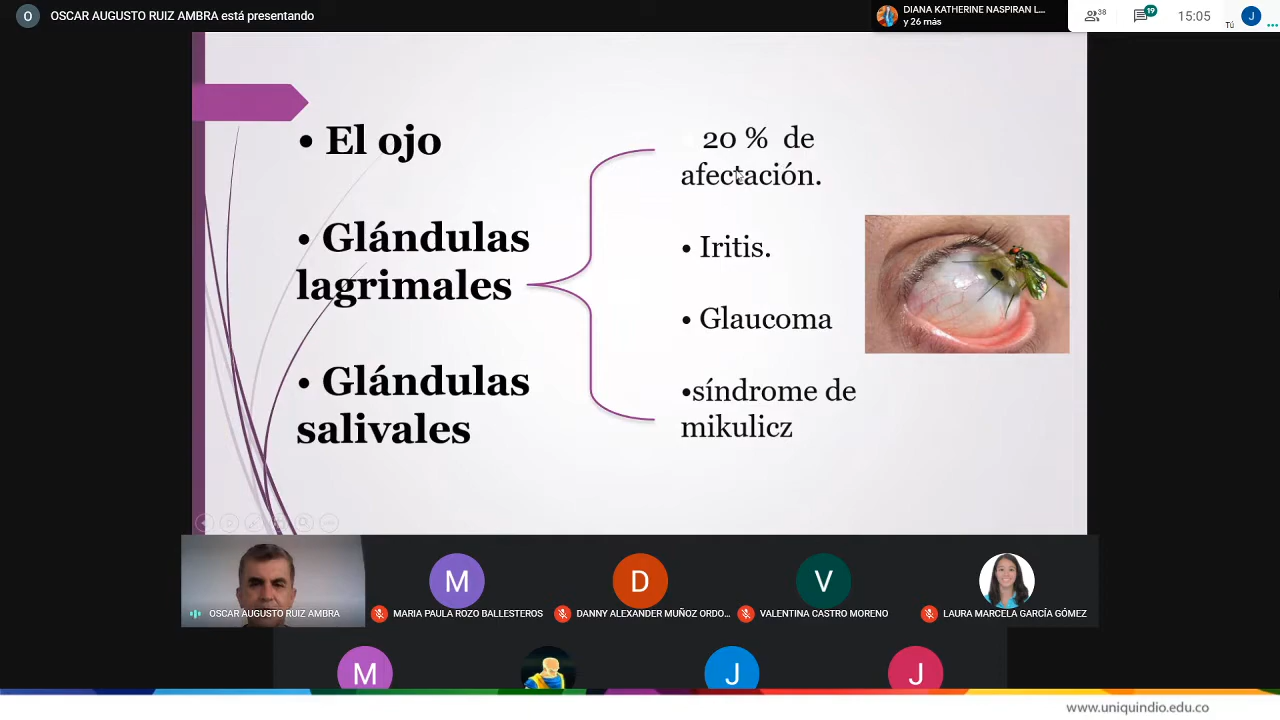 O
OSCAR AUGUSTO RUIZ AMBRA está presentando
DIANA KATHERINE NASPIRAN L...
y 26 más
38
19
15:05
Tú
J
• El ojo
• Glándulas
lagrimales
• Glándulas
salivales
20 % de
afectación.
• Iritis.
• Glaucoma
•síndrome de
mikulicz
OSCAR AUGUSTO RUIZ AMBRA
M
MARIA PAULA ROZO BALLESTEROS
D
DANNY ALEXANDER MUÑOZ ORDO...
V
VALENTINA CASTRO MORENO
LAURA MARCELA GARCÍA GÓMEZ
M
J
J
www.uniquindio.edu.co